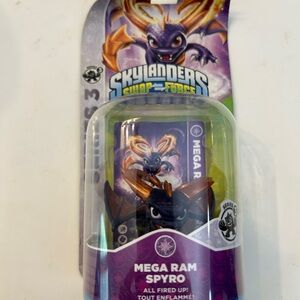 SKYLANDERS
SWAP FORCE
MEGA R
MEGA RAM
SPYRO
ALL FIRED UP!
TOUT ENFLAMMÉ